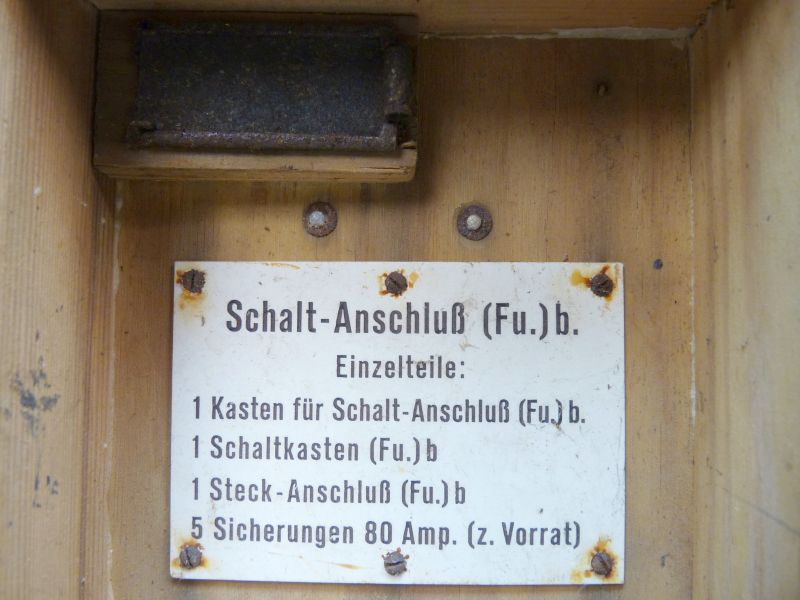 Schalt-Anschluß (Fu.) b.
Einzelteile:
1 Kasten für Schalt-Anschluß (Fu.) b.
1 Schaltkasten (Fu.) b
1 Steck-Anschluß (Fu.) b
5 Sicherungen 80 Amp. (z. Vorrat)